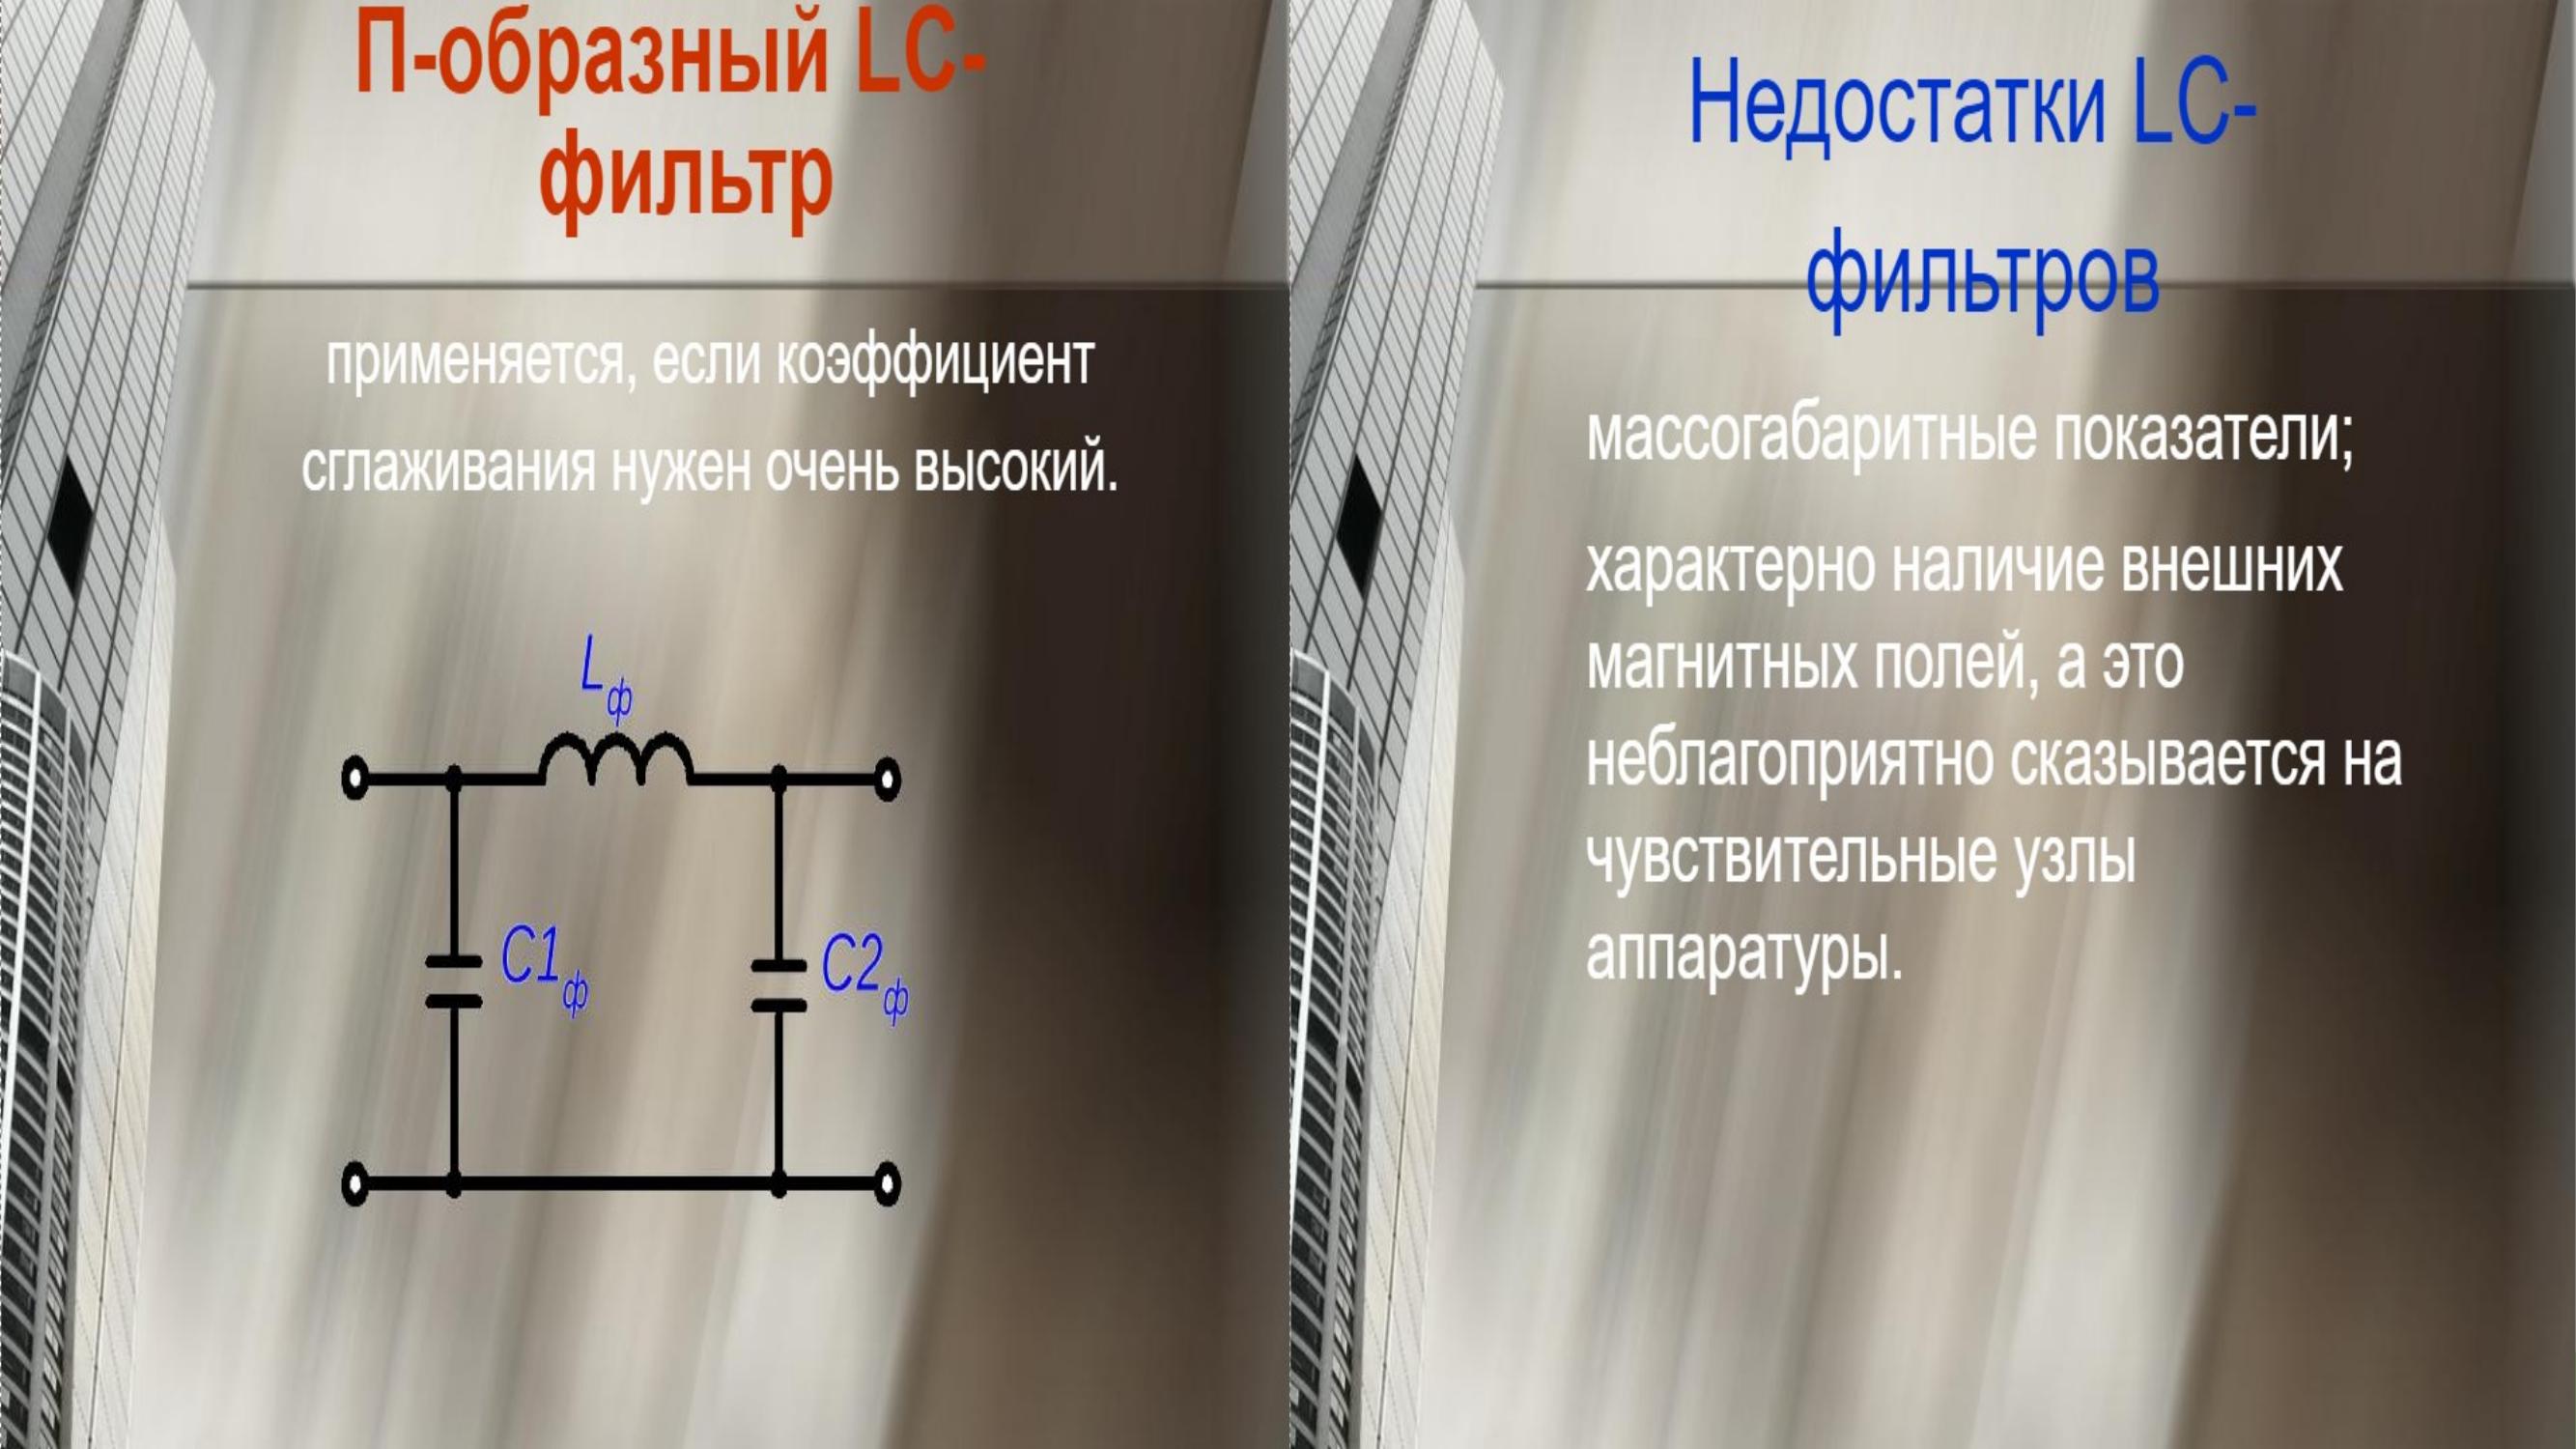 П-образный LC-
фильтр
применяется, если коэффициент
сглаживания нужен очень высокий.
Lф
C1ф
C2ф
Недостатки LC-
фильтров
массогабаритные показатели;
характерно наличие внешних
магнитных полей, а это
неблагоприятно сказывается на
чувствительные узлы
аппаратуры.